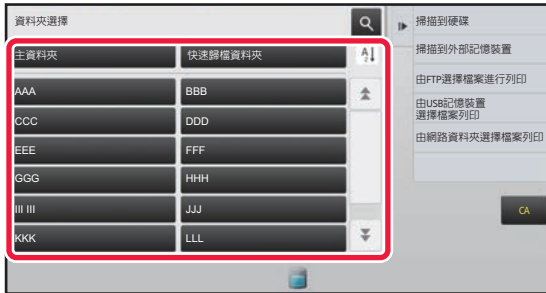 資料夾選擇
主資料夾
快速歸檔資料夾
AAA
BBB
CCC
DDD
EEE
FFF
GGG
HHH
III III
JJJ
KKK
LLL
A
Z
掃描到硬碟
掃描到外部記憶裝置
由FTP選擇檔案進行列印
由USB記憶裝置
選擇檔案列印
由網路資料夾選擇檔案列印
CA